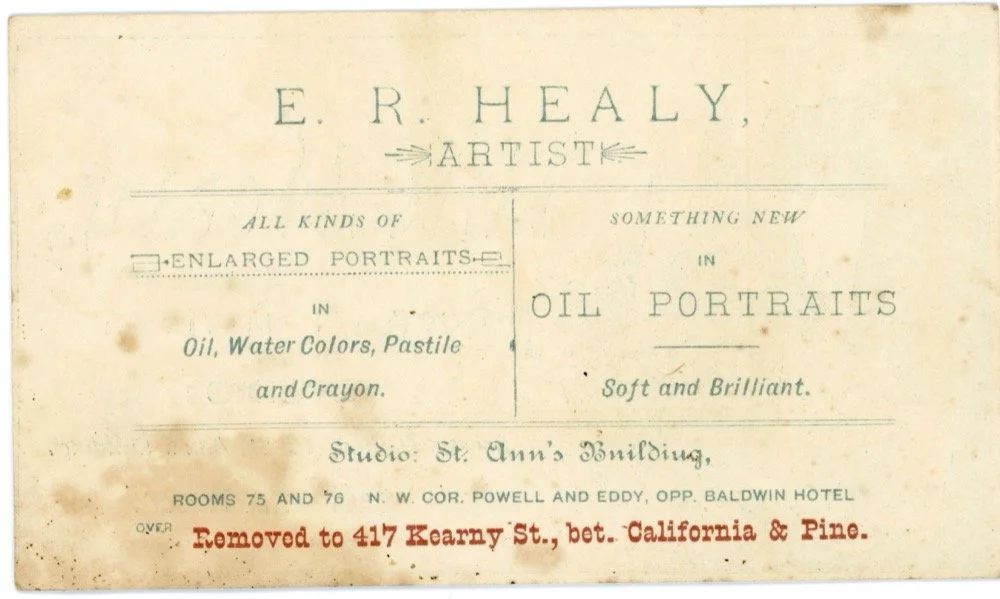 E. R. HEALY,
ARTIST
ALL KINDS OF
ENLARGED PORTRAITS
IN
Oil, Water Colors, Pastile
and Crayon.
SOMETHING NEW
IN
OIL PORTRAITS
Soft and Brilliant.
Studio: St. Ann's Building,
ROOMS 75 AND 76 N. W. COR. POWELL AND EDDY, OPP. BALDWIN HOTEL
OVER Removed to 417 Kearny St., bet. California & Pine.